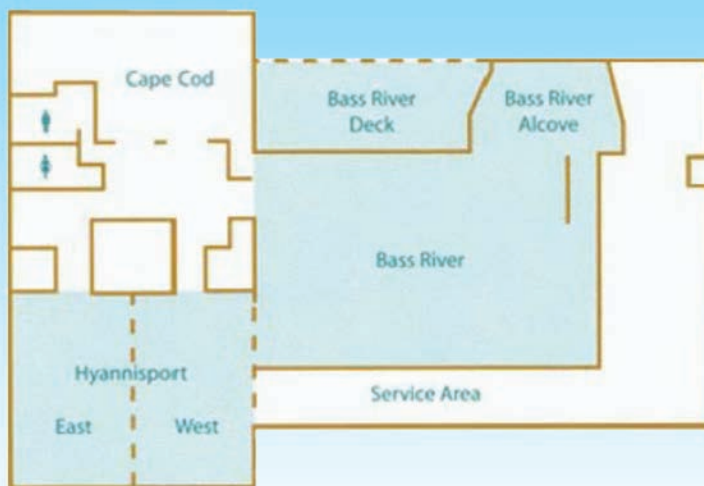 Cape Cod
Bass River
Deck
Bass River
Alcove
Bass River
Hyannisport
East
West
Service Area